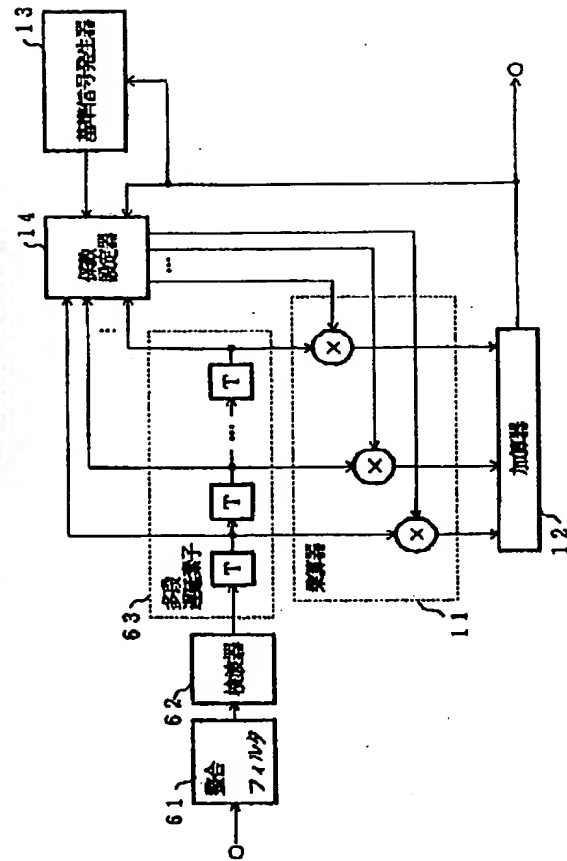 13
基準信号発生器
14
係数
設定器
…
63
多段
遅延素子
T
T
…
T
11
乗算器
×
×
×
61
整合
フィルタ
62
検波器
12
加算器